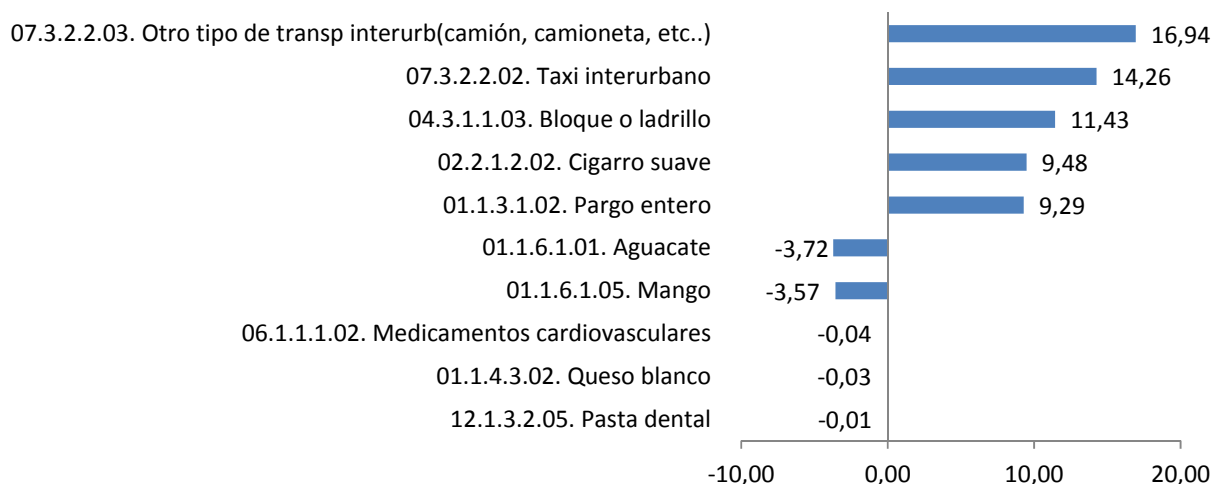 07.3.2.2.03. Otro tipo de transp interurb(camión, camioneta, etc..) 16,94
07.3.2.2.02. Taxi interurbano 14,26
04.3.1.1.03. Bloque o ladrillo 11,43
02.2.1.2.02. Cigarro suave 9,48
01.1.3.1.02. Pargo entero 9,29
01.1.6.1.01. Aguacate -3,72
01.1.6.1.05. Mango -3,57
06.1.1.1.02. Medicamentos cardiovasculares -0,04
01.1.4.3.02. Queso blanco -0,03
12.1.3.2.05. Pasta dental -0,01
-10,00 0,00 10,00 20,00